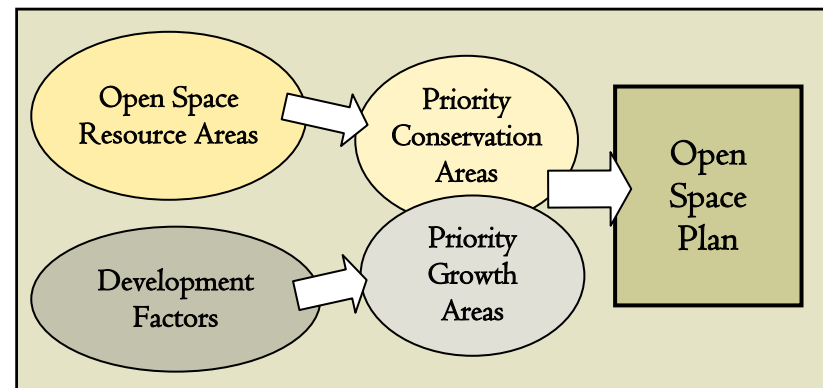 Open Space
Resource Areas
Priority
Conservation
Areas
Open
Space
Plan
Development
Factors
Priority
Growth
Areas